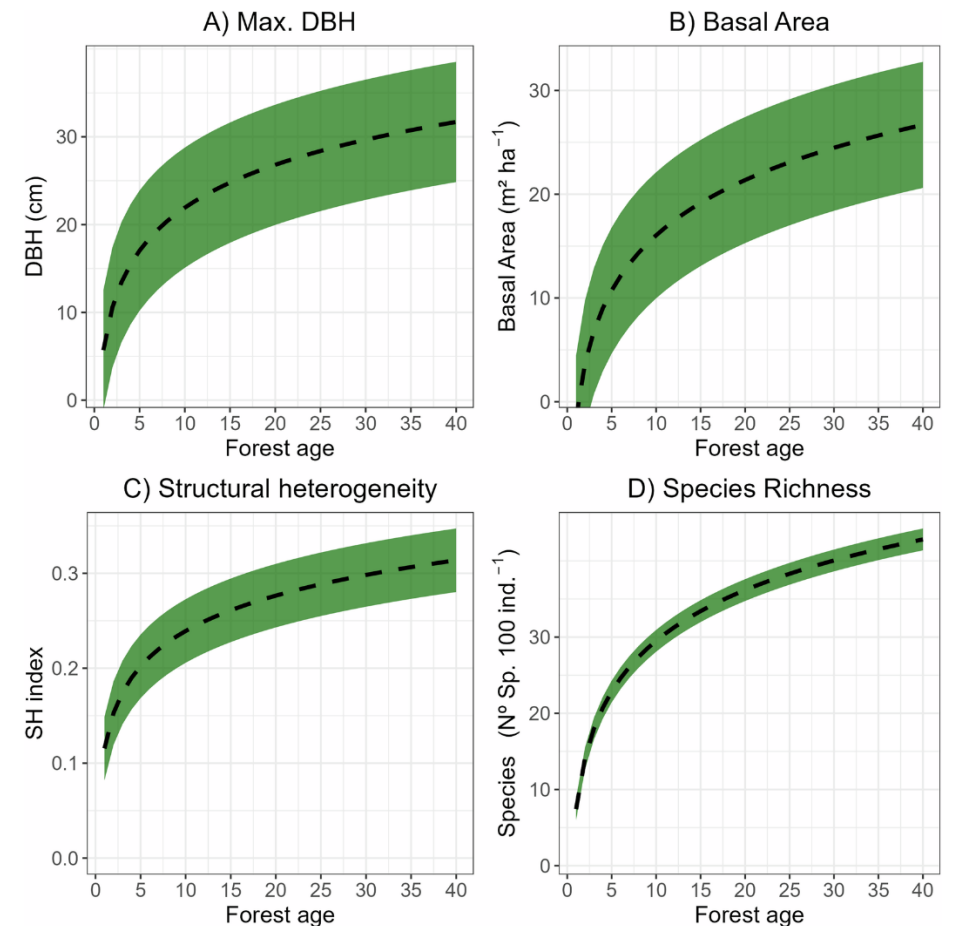 A) Max. DBH
DBH (cm)
30
20
10
0
0 5 10 15 20 25 30 35 40
Forest age
B) Basal Area
Basal Area (m² ha⁻¹)
30
20
10
0
0 5 10 15 20 25 30 35 40
Forest age
C) Structural heterogeneity
SH index
0.3
0.2
0.1
0.0
0 5 10 15 20 25 30 35 40
Forest age
D) Species Richness
Species (Nº Sp. 100 ind.⁻¹)
30
20
10
0
0 5 10 15 20 25 30 35 40
Forest age